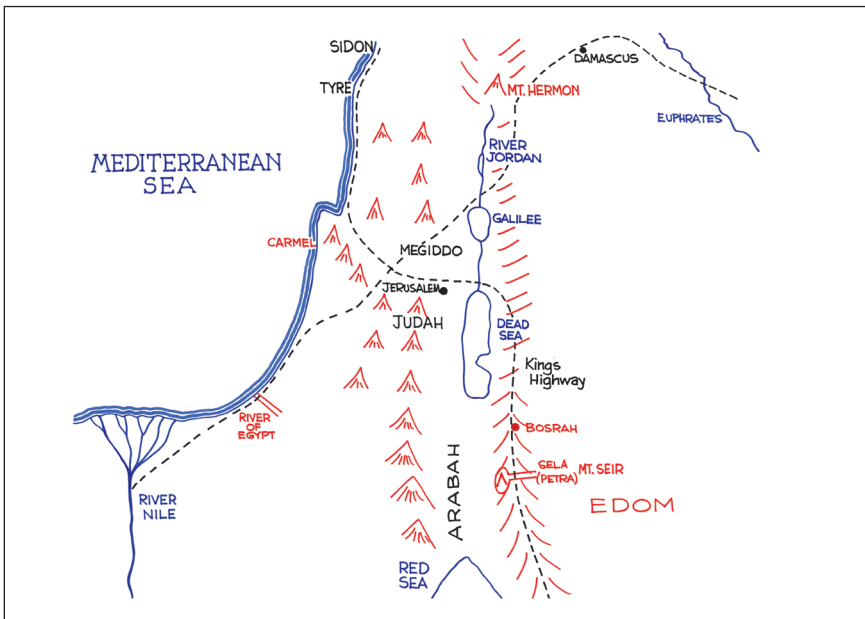 SIDON
DAMASCUS
TYRE
MT. HERMON
EUPHRATES
RIVER
JORDAN
MEDITERRANEAN
SEA
GALILEE
CARMEL
MEGIDDO
JERUSALEM
JUDAH
DEAD
SEA
Kings
Highway
RIVER
OF
EGYPT
BOSRAH
ARABAH
SELA
(PETRA)
MT. SEIR
RIVER
NILE
EDOM
RED
SEA